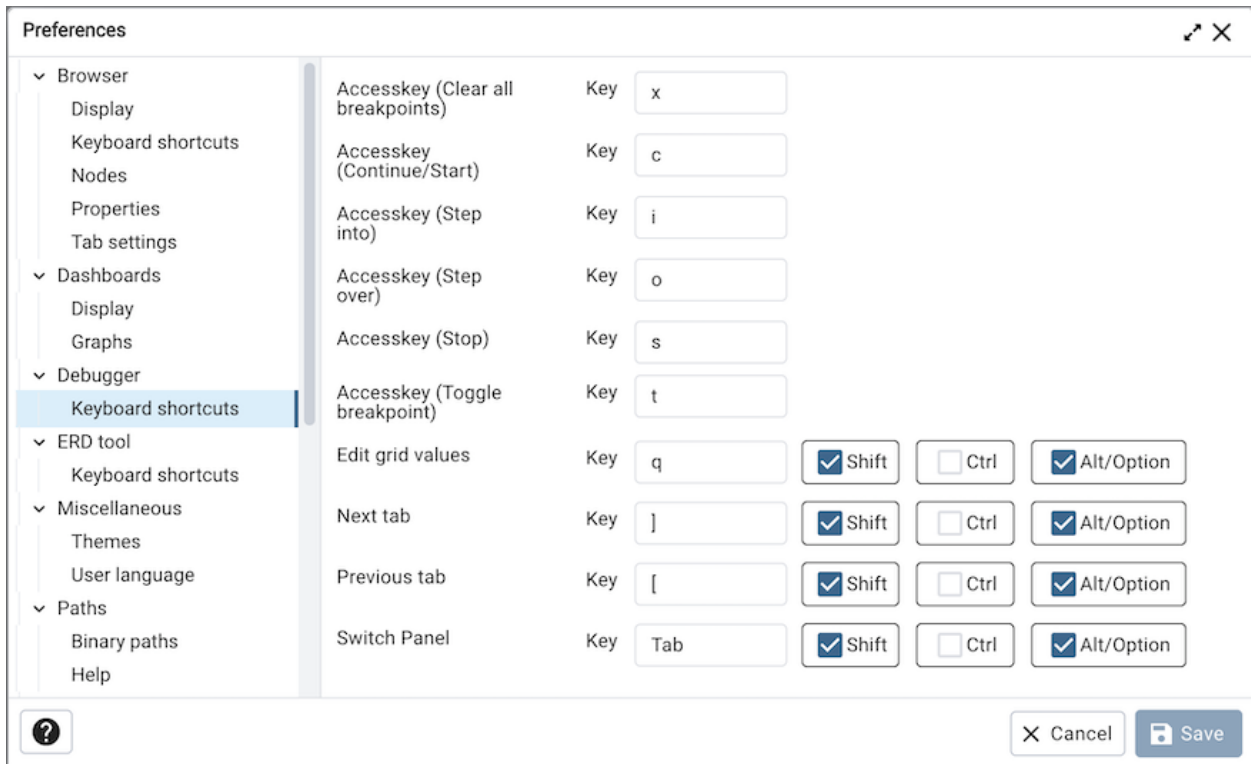 Preferences
Browser
Display
Keyboard shortcuts
Nodes
Properties
Tab settings
Dashboards
Display
Graphs
Debugger
Keyboard shortcuts
ERD tool
Keyboard shortcuts
Miscellaneous
Themes
User language
Paths
Binary paths
Help
Accesskey (Clear all
breakpoints)
Key x
Accesskey
(Continue/Start)
Key c
Accesskey (Step
into)
Key i
Accesskey (Step
over)
Key o
Accesskey (Stop) Key s
Accesskey (Toggle
breakpoint)
Key t
Edit grid values Key q Shift Ctrl Alt/Option
Next tab Key ] Shift Ctrl Alt/Option
Previous tab Key [ Shift Ctrl Alt/Option
Switch Panel Key Tab Shift Ctrl Alt/Option
? Cancel Save